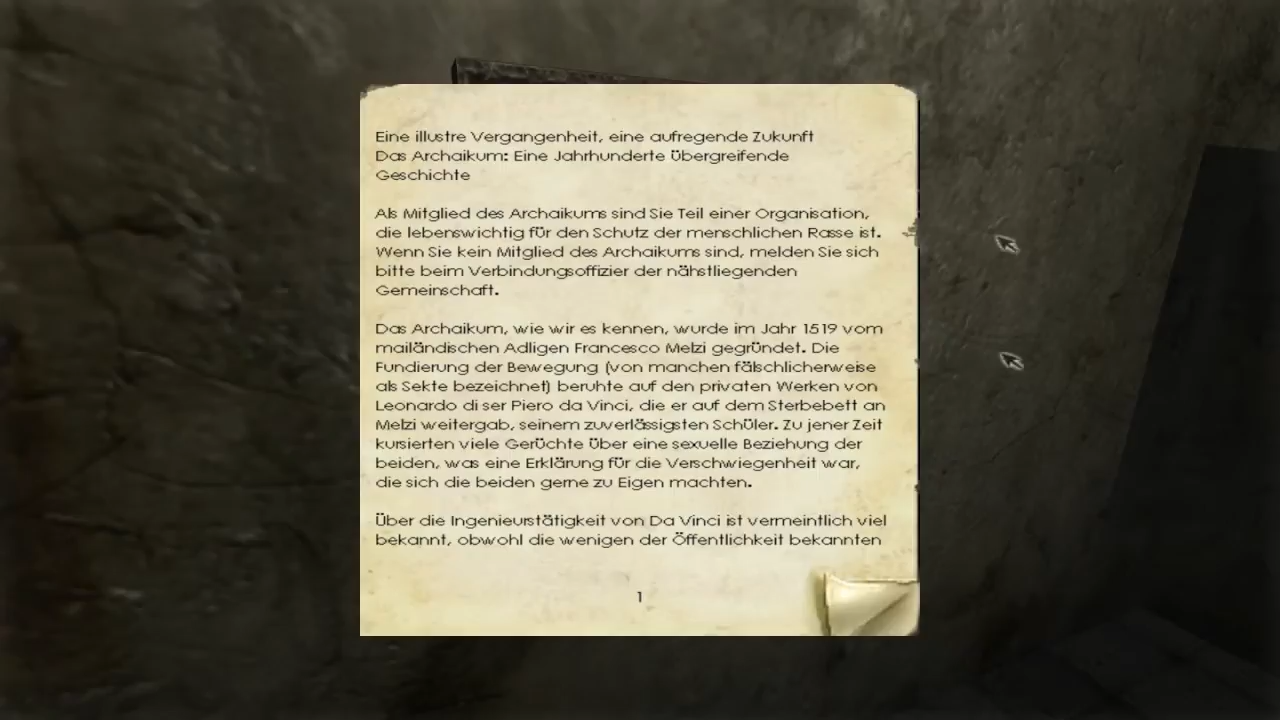 Eine illustre Vergangenheit, eine aufregende Zukunft
Das Archaikum: Eine Jahrhunderte übergreifende
Geschichte
Als Mitglied des Archaikums sind Sie Teil einer Organisation,
die lebenswichtig für den Schutz der menschlichen Rasse ist.
Wenn Sie kein Mitglied des Archaikums sind, melden Sie sich
bitte beim Verbindungsoffizier der nähstliegenden
Gemeinschaft.
Das Archaikum, wie wir es kennen, wurde im Jahr 1519 vom
mailändischen Adligen Francesco Melzi gegründet. Die
Fundierung der Bewegung (von manchen fälschlicherweise
als Sekte bezeichnet) beruhte auf den privaten Werken von
Leonardo di ser Piero da Vinci, die er auf dem Sterbebett an
Melzi weitergab, seinem zuverlässigsten Schüler. Zu jener Zeit
kursierten viele Gerüchte über eine sexuelle Beziehung der
beiden, was eine Erklärung für die Verschwiegenheit war,
die sich die beiden gerne zu Eigen machten.
Über die Ingenieurstätigkeit von Da Vinci ist vermeintlich viel
bekannt, obwohl die wenigen der Öffentlichkeit bekannten
1